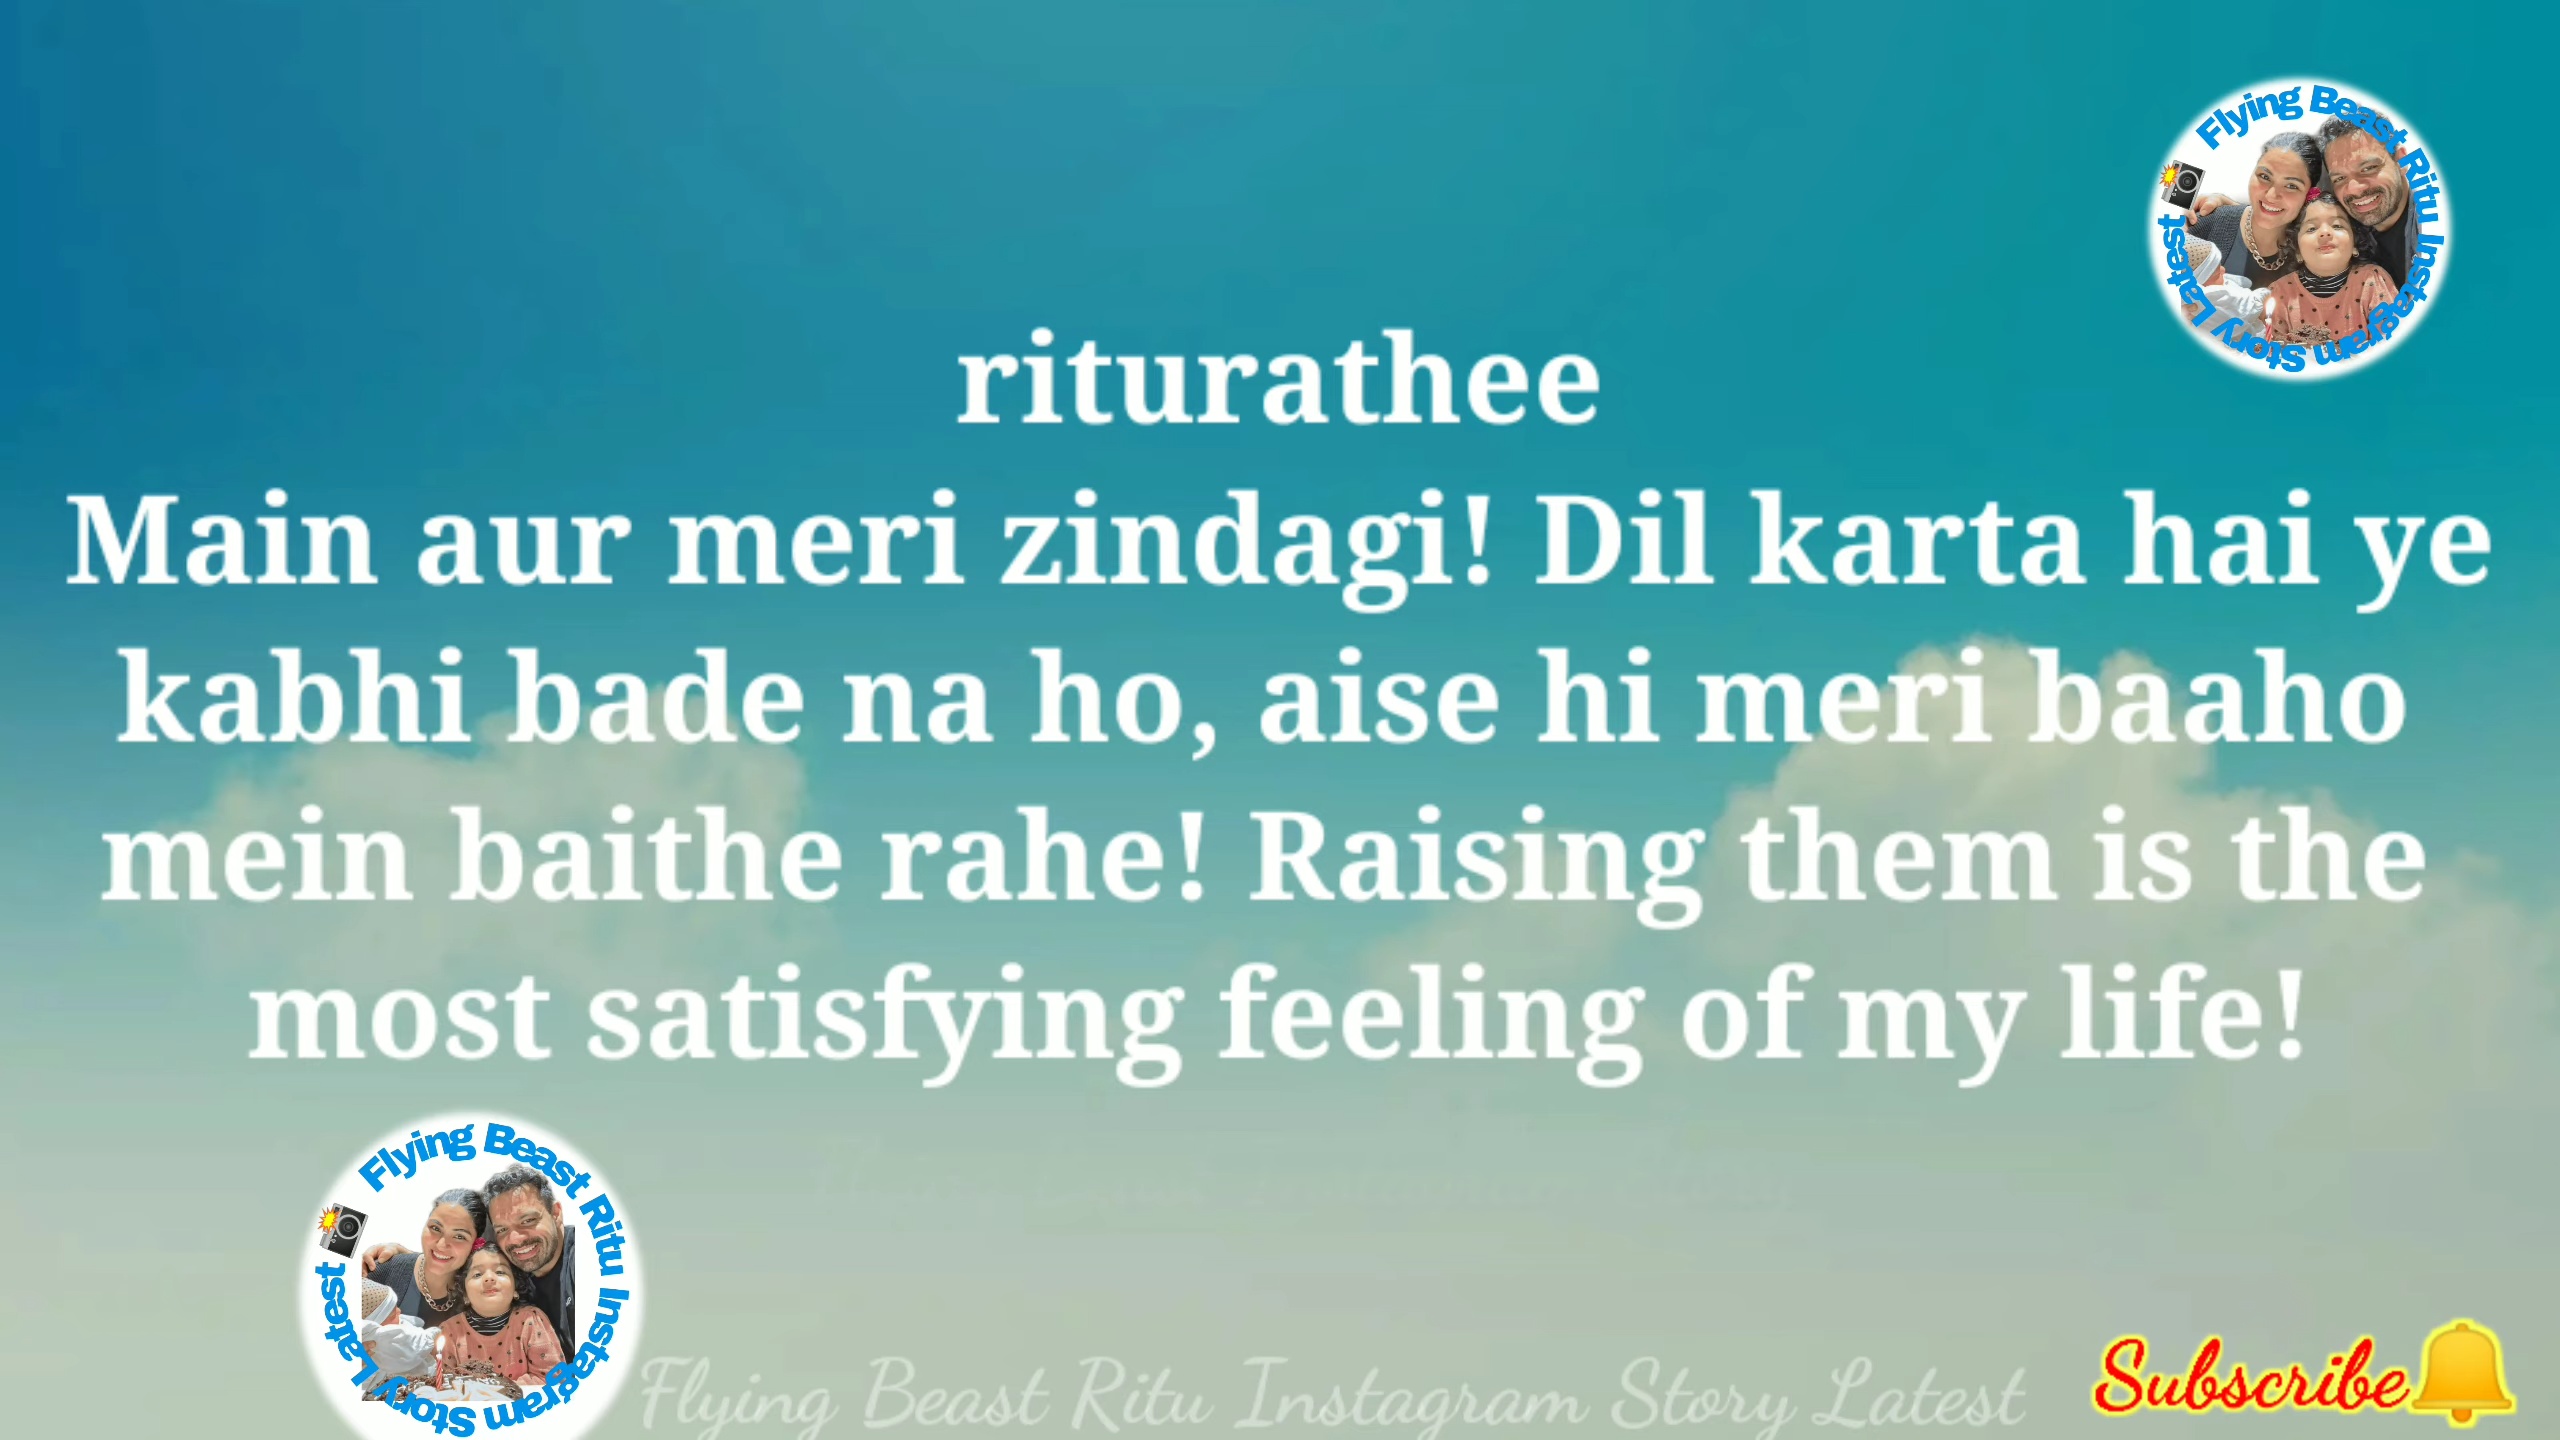 Flying Beast Ritu Instagram Story Latest
riturathee
Main aur meri zindagi! Dil karta hai ye
kabhi bade na ho, aise hi meri baaho
mein baithe rahe! Raising them is the
most satisfying feeling of my life!
Flying Beast Ritu Instagram Story Latest
Flying Beast Ritu Instagram Story Latest
Subscribe